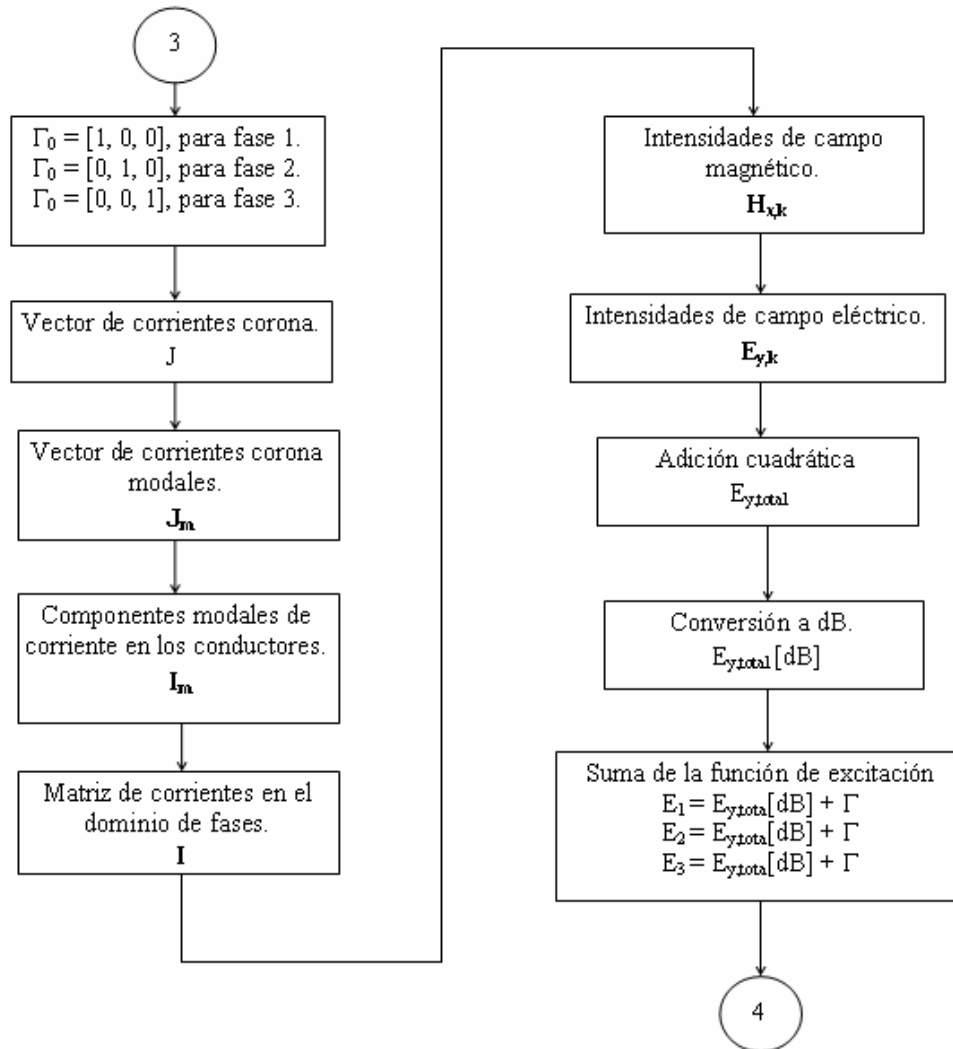 3
Γ0 = [1, 0, 0], para fase 1.
Γ0 = [0, 1, 0], para fase 2.
Γ0 = [0, 0, 1], para fase 3.
Vector de corrientes corona.
J
Vector de corrientes corona
modales.
Jm
Componentes modales de
corriente en los conductores.
Im
Matriz de corrientes en el
dominio de fases.
I
Intensidades de campo
magnético.
Hx,k
Intensidades de campo eléctrico.
Ey,k
Adición cuadrática
Ey,total
Conversión a dB.
Ey,total [dB]
Suma de la función de excitación
E1 = Ey,tota[dB] + Γ
E2 = Ey,tota[dB] + Γ
E3 = Ey,tota[dB] + Γ
4